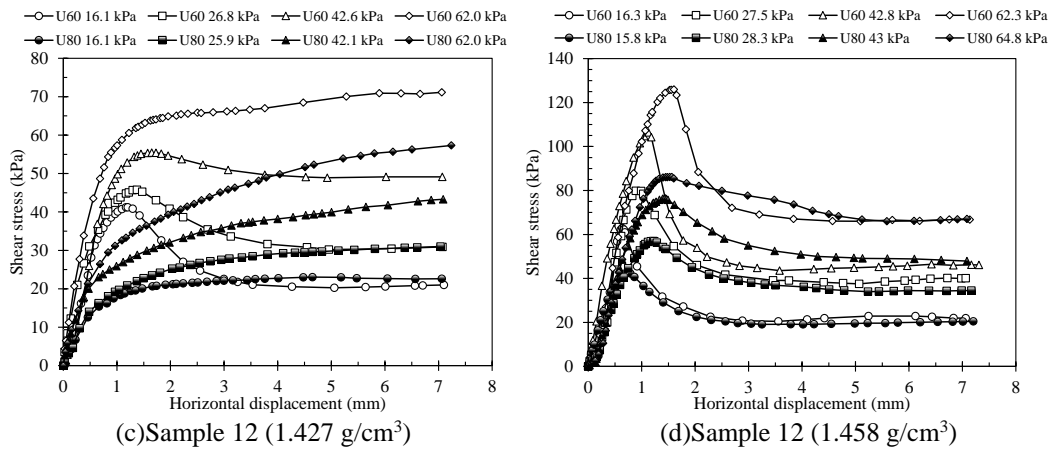 U60 16.1 kPa U60 26.8 kPa U60 42.6 kPa U60 62.0 kPa
U80 16.1 kPa U80 25.9 kPa U80 42.1 kPa U80 62.0 kPa
80
70
60
50
40
30
20
10
0
Shear stress (kPa)
0 1 2 3 4 5 6 7 8
Horizontal displacement (mm)
(c)Sample 12 (1.427 g/cm³)
U60 16.3 kPa U60 27.5 kPa U60 42.8 kPa U60 62.3 kPa
U80 15.8 kPa U80 28.3 kPa U80 43 kPa U80 64.8 kPa
140
120
100
80
60
40
20
0
Shear stress (kPa)
0 1 2 3 4 5 6 7 8
Horizontal displacement (mm)
(d)Sample 12 (1.458 g/cm³)